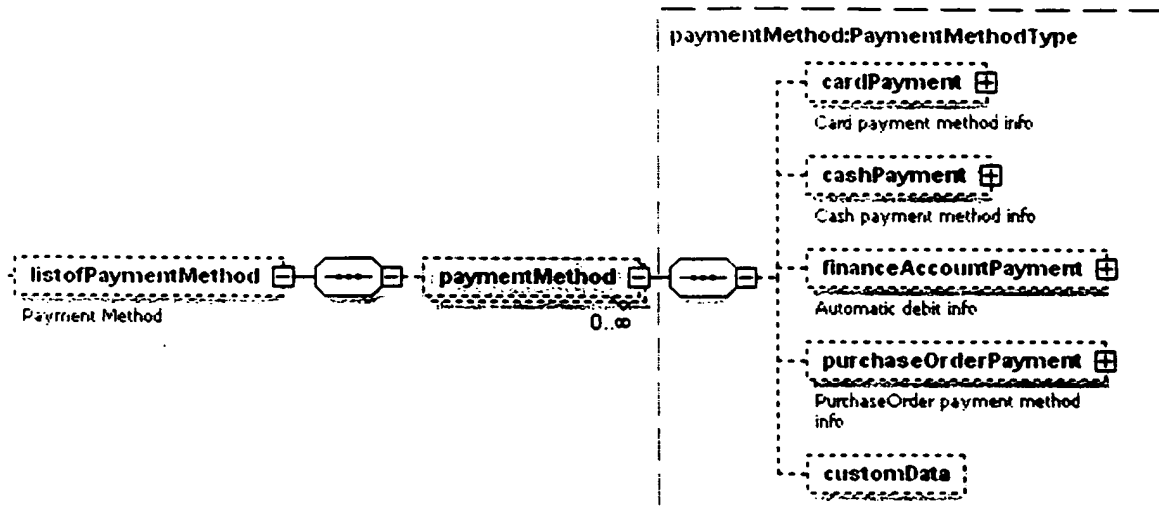 paymentMethod:PaymentMethodType
cardPayment
Card payment method info
cashPayment
Cash payment method info
listofPaymentMethod
Payment Method
paymentMethod
0..∞
financeAccountPayment
Automatic debit info
purchaseOrderPayment
PurchaseOrder payment method
info
customData